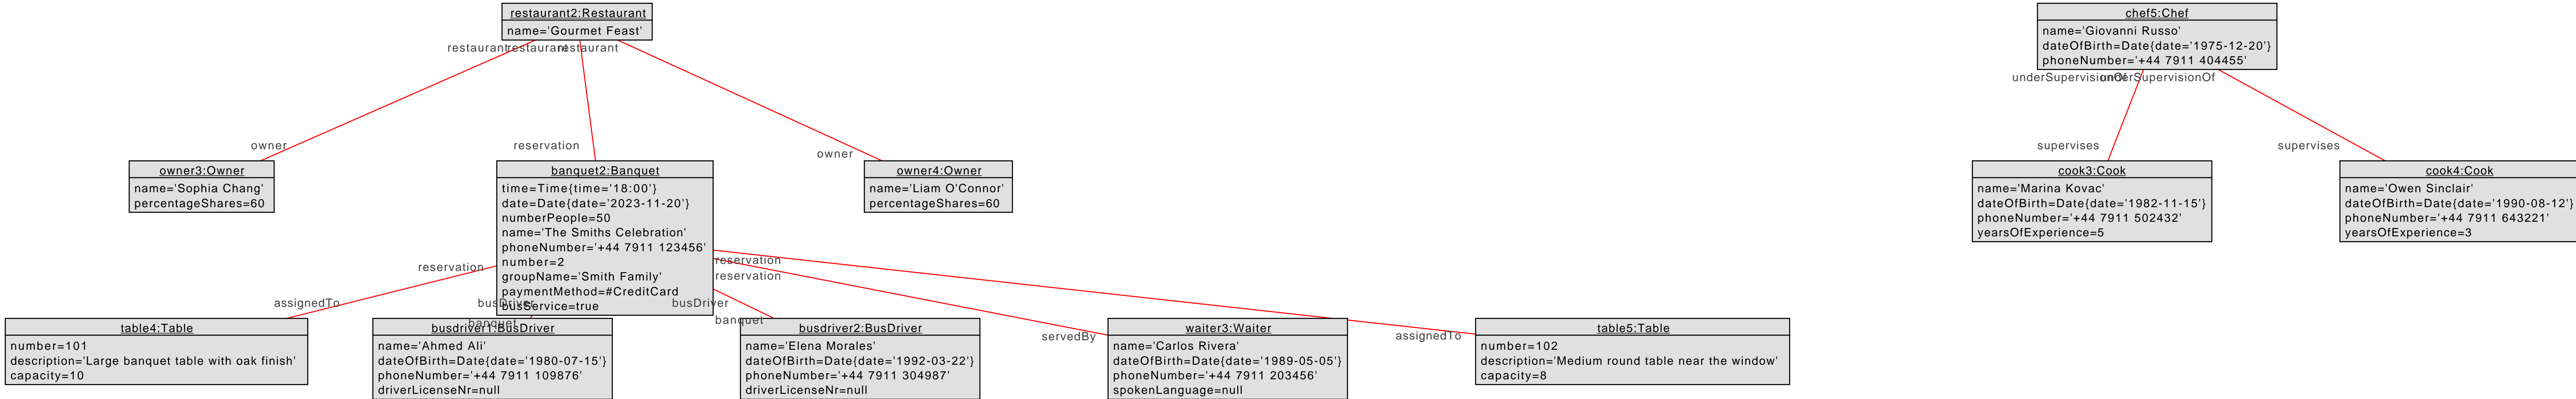 restaurant2:Restaurant
name='Gourmet Feast'
restaurant
restaurant
restaurant
chef5:Chef
name='Giovanni Russo'
dateOfBirth=Date{date='1975-12-20'}
phoneNumber='+44 7911 404455'
underSupervisionOf
underSupervisionOf
owner
reservation
owner
supervises
supervises
owner3:Owner
name='Sophia Chang'
percentageShares=60
banquet2:Banquet
time=Time{time='18:00'}
date=Date{date='2023-11-20'}
numberPeople=50
name='The Smiths Celebration'
phoneNumber='+44 7911 123456'
number=2
groupName='Smith Family'
paymentMethod=#CreditCard
busService=true
owner4:Owner
name='Liam O'Connor'
percentageShares=60
cook3:Cook
name='Marina Kovac'
dateOfBirth=Date{date='1982-11-15'}
phoneNumber='+44 7911 502432'
yearsOfExperience=5
cook4:Cook
name='Owen Sinclair'
dateOfBirth=Date{date='1990-08-12'}
phoneNumber='+44 7911 643221'
yearsOfExperience=3
reservation
reservation
reservation
assignedTo
busDriver
busDriver
banquet
banquet
servedBy
assignedTo
table4:Table
number=101
description='Large banquet table with oak finish'
capacity=10
busdriver1:BusDriver
name='Ahmed Ali'
dateOfBirth=Date{date='1980-07-15'}
phoneNumber='+44 7911 109876'
driverLicenseNr=null
busdriver2:BusDriver
name='Elena Morales'
dateOfBirth=Date{date='1992-03-22'}
phoneNumber='+44 7911 304987'
driverLicenseNr=null
waiter3:Waiter
name='Carlos Rivera'
dateOfBirth=Date{date='1989-05-05'}
phoneNumber='+44 7911 203456'
spokenLanguage=null
table5:Table
number=102
description='Medium round table near the window'
capacity=8